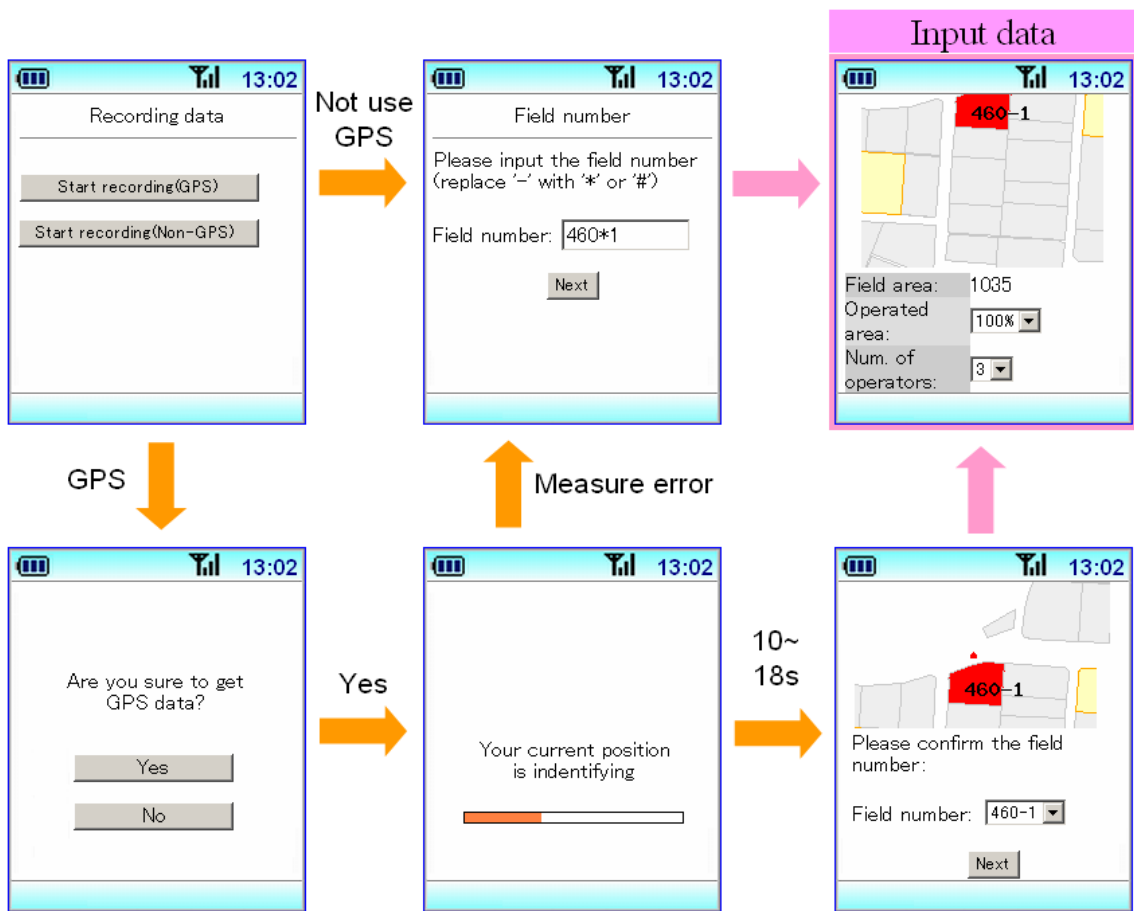 Input data
13:02
Recording data
Start recording(GPS)
Start recording(Non-GPS)
Not use
GPS
13:02
Field number
Please input the field number
(replace '-' with '*' or '#')
Field number: 460*1
Next
13:02
460-1
Field area: 1035
Operated
area: 100%
Num. of
operators: 3
GPS
Measure error
13:02
Are you sure to get
GPS data?
Yes
No
Yes
13:02
Your current position
is indentifying
10~
18s
13:02
460-1
Please confirm the field
number:
Field number: 460-1
Next